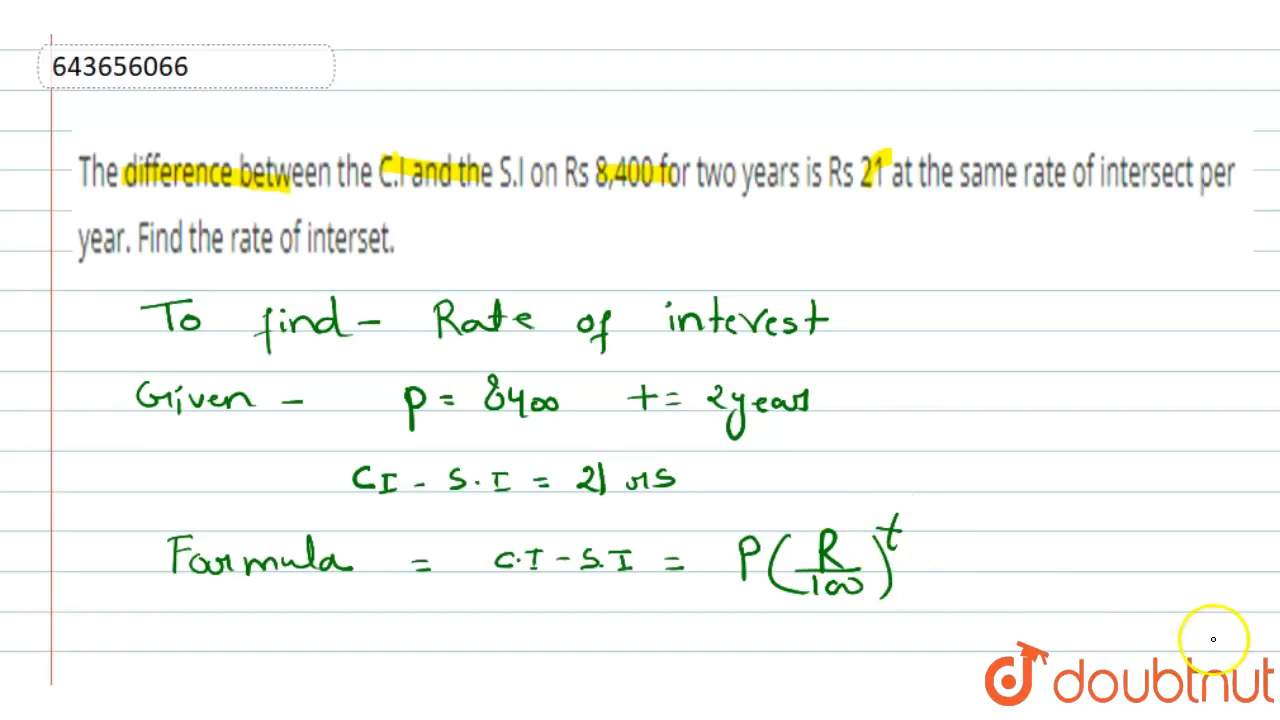 643656066
The difference between the C.I and the S.I on Rs 8,400 for two years is Rs 21 at the same rate of intersect per
year. Find the rate of interset.
To find - Rate of interest
Given - P = 8400 t = 2 years
CI - S.I = 21 rs
Formula = C.I - S.I = P(R/100)^t
doubtnut